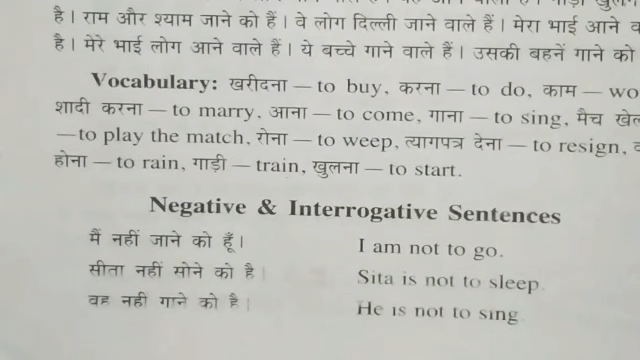 है। राम और श्याम जाने को हैं। वे लोग दिल्ली जाने वाले हैं। मेरा भाई आने
है। मेरे भाई लोग आने वाले हैं। ये बच्चे गाने वाले हैं। उसकी बहनें गाने को
Vocabulary: खरीदना — to buy, करना — to do, काम — wo
शादी करना — to marry, आना — to come, गाना — to sing, मैच खेल
—to play the match, रोना — to weep, त्यागपत्र देना — to resign,
होना — to rain, गाड़ी — train, खुलना — to start.
Negative & Interrogative Sentences
मैं नहीं जाने को हूँ। I am not to go.
सीता नहीं सोने को है। Sita is not to sleep.
वह नहीं गाने को है। He is not to sing